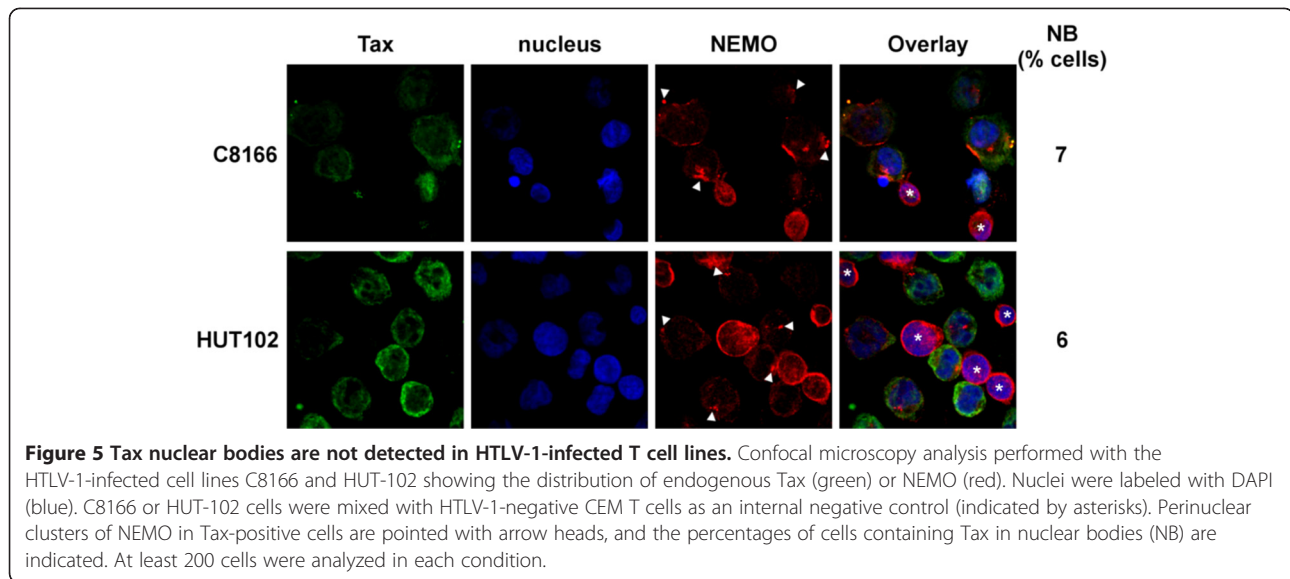 Tax nucleus NEMO Overlay NB
(% cells)
C8166 7
* *
HUT102 6
* * * * *
Figure 5 Tax nuclear bodies are not detected in HTLV-1-infected T cell lines. Confocal microscopy analysis performed with the
HTLV-1-infected cell lines C8166 and HUT-102 showing the distribution of endogenous Tax (green) or NEMO (red). Nuclei were labeled with DAPI
(blue). C8166 or HUT-102 cells were mixed with HTLV-1-negative CEM T cells as an internal negative control (indicated by asterisks). Perinuclear
clusters of NEMO in Tax-positive cells are pointed with arrow heads, and the percentages of cells containing Tax in nuclear bodies (NB) are
indicated. At least 200 cells were analyzed in each condition.